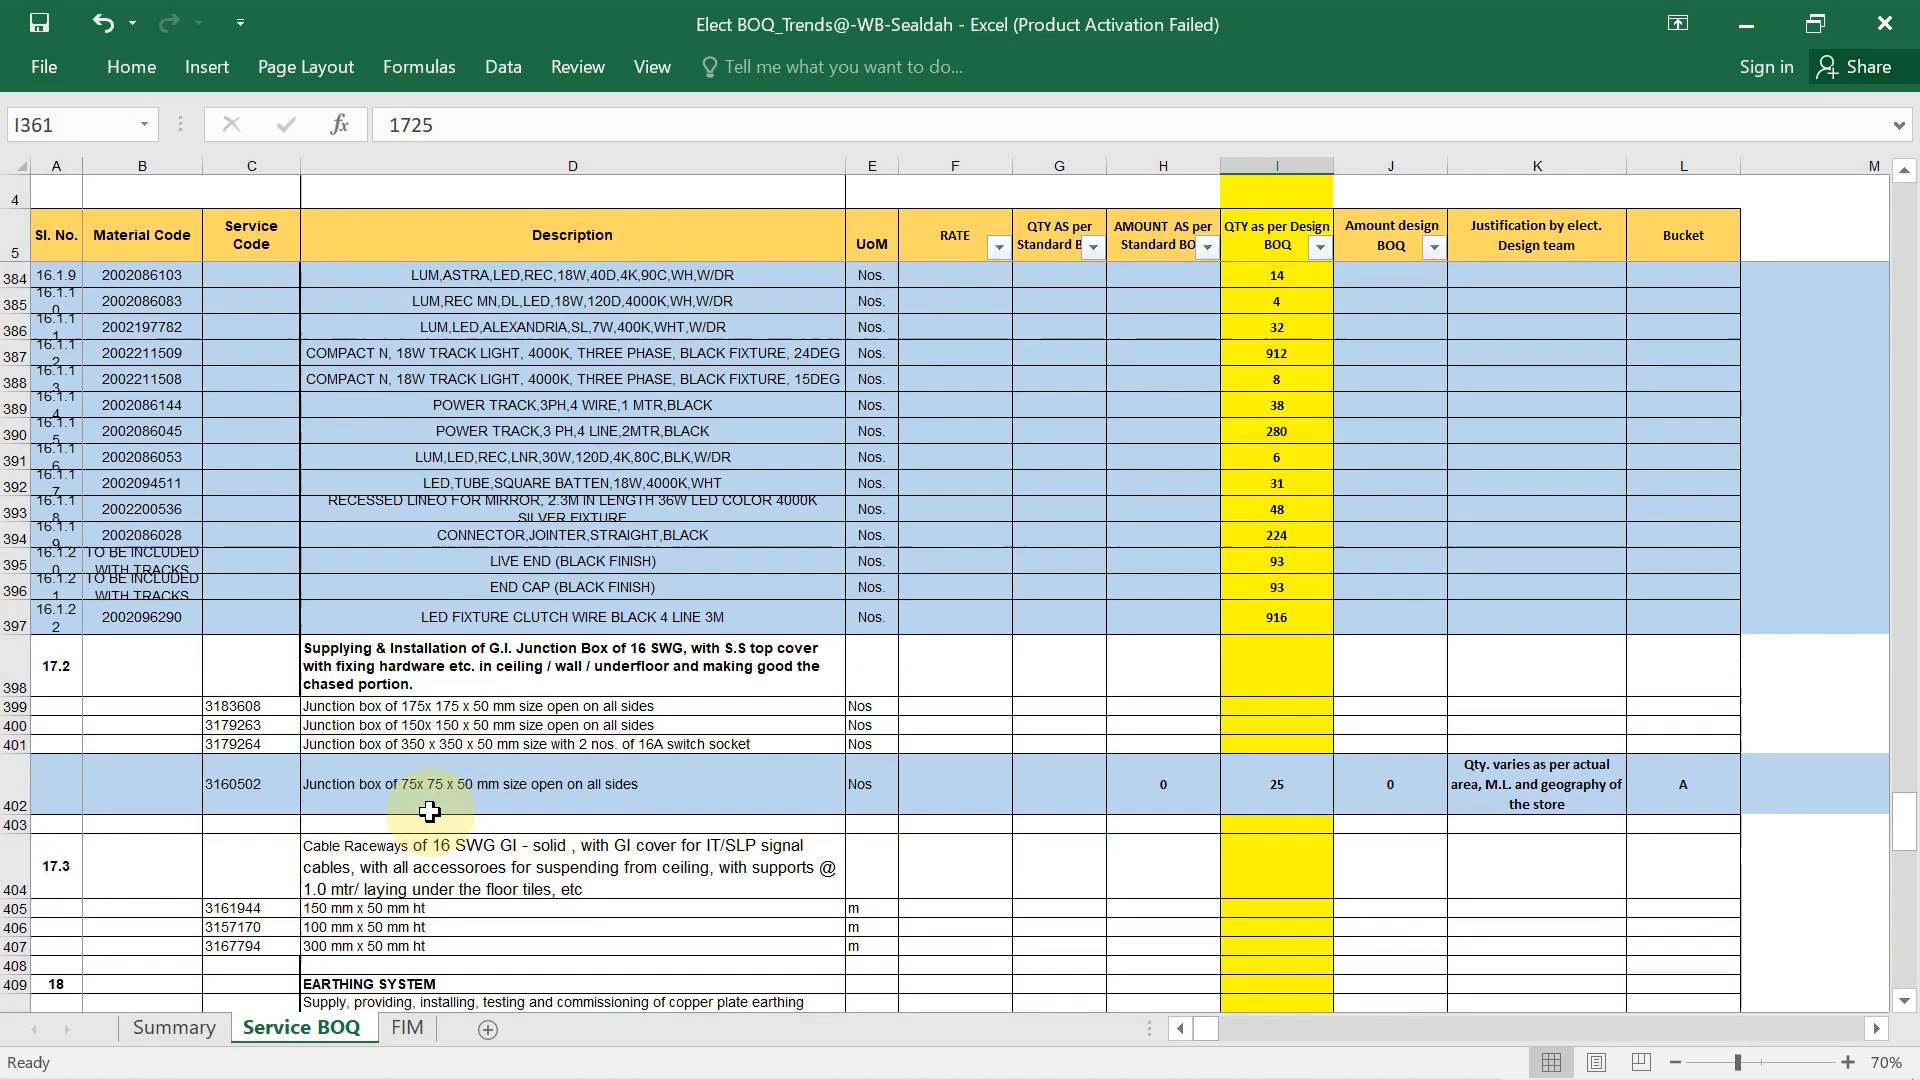 Elect BOQ_Trends@-WB-Sealdah - Excel (Product Activation Failed)
File Home Insert Page Layout Formulas Data Review View Tell me what you want to do... Sign in Share
I361 fx 1725
A B C D E F G H I J K L M
4
5 Sl. No. Material Code Service Code Description UoM RATE QTY AS per Standard B AMOUNT AS per Standard BO QTY as per Design BOQ Amount design BOQ Justification by elect. Design team Bucket
384 16.1.9 2002086103 LUM,ASTRA,LED,REC,18W,40D,4K,90C,WH,W/DR Nos. 14
385 16.1.10 2002086083 LUM,REC MN,DL,LED,18W,120D,4000K,WH,W/DR Nos. 4
386 16.1.11 2002197782 LUM,LED,ALEXANDRIA,SL,7W,400K,WHT,W/DR Nos. 32
387 16.1.12 2002211509 COMPACT N, 18W TRACK LIGHT, 4000K, THREE PHASE, BLACK FIXTURE, 24DEG Nos. 912
388 16.1.13 2002211508 COMPACT N, 18W TRACK LIGHT, 4000K, THREE PHASE, BLACK FIXTURE, 15DEG Nos. 8
389 16.1.14 2002086144 POWER TRACK,3PH,4 WIRE,1 MTR,BLACK Nos. 38
390 16.1.15 2002086045 POWER TRACK,3 PH,4 LINE,2MTR,BLACK Nos. 280
391 16.1.16 2002086053 LUM,LED,REC,LNR,30W,120D,4K,80C,BLK,W/DR Nos. 6
392 16.1.17 2002094511 LED,TUBE,SQUARE BATTEN,18W,4000K,WHT Nos. 31
393 16.1.18 2002200536 RECESSED LINEO FOR MIRROR, 2.3M IN LENGTH 36W LED COLOR 4000K SILVER FIXTURE Nos. 48
394 16.1.19 2002086028 CONNECTOR,JOINTER,STRAIGHT,BLACK Nos. 224
395 16.1.20 TO BE INCLUDED WITH TRACKS LIVE END (BLACK FINISH) Nos. 93
396 16.1.21 TO BE INCLUDED WITH TRACKS END CAP (BLACK FINISH) Nos. 93
397 16.1.22 2002096290 LED FIXTURE CLUTCH WIRE BLACK 4 LINE 3M Nos. 916
398 17.2 Supplying & Installation of G.I. Junction Box of 16 SWG, with S.S top cover
with fixing hardware etc. in ceiling / wall / underfloor and making good the
chased portion.
399 3183608 Junction box of 175x 175 x 50 mm size open on all sides Nos
400 3179263 Junction box of 150x 150 x 50 mm size open on all sides Nos
401 3179264 Junction box of 350 x 350 x 50 mm size with 2 nos. of 16A switch socket Nos
402 3160502 Junction box of 75x 75 x 50 mm size open on all sides Nos 0 25 0 Qty. varies as per actual area, M.L. and geography of the store A
403
404 17.3 Cable Raceways of 16 SWG GI - solid , with GI cover for IT/SLP signal
cables, with all accessoroes for suspending from ceiling, with supports @
1.0 mtr/ laying under the floor tiles, etc
405 3161944 150 mm x 50 mm ht m
406 3157170 100 mm x 50 mm ht m
407 3167794 300 mm x 50 mm ht m
408
409 18 EARTHING SYSTEM
Supply, providing, installing, testing and commissioning of copper plate earthing
Summary Service BOQ FIM
Ready 70%